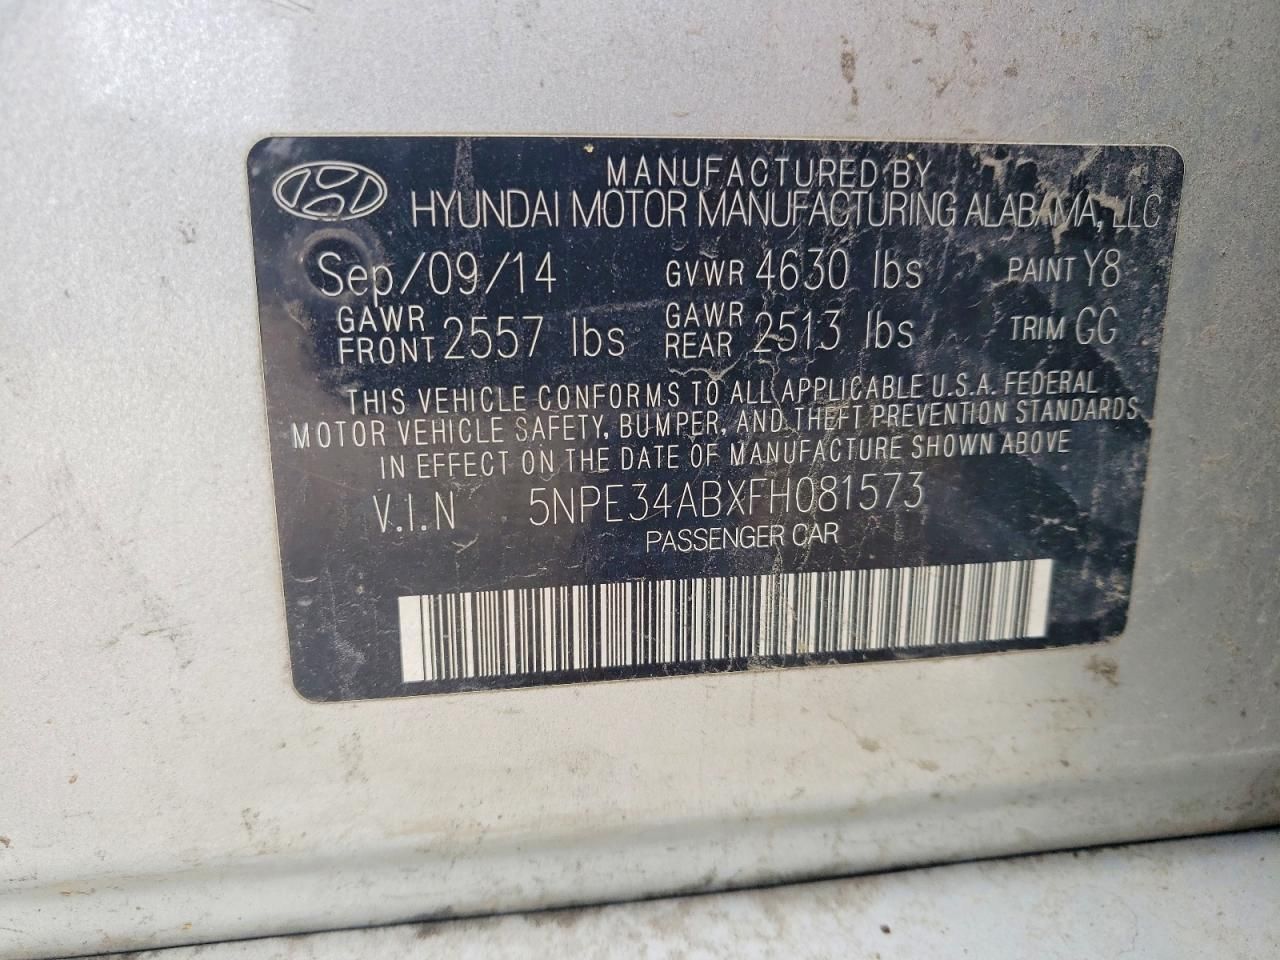 MANUFACTURED BY
HYUNDAI MOTOR MANUFACTURING ALABAMA, LLC
Sep/09/14 GVWR 4630 lbs PAINT Y8
GAWR FRONT 2557 lbs GAWR REAR 2513 lbs TRIM GG
THIS VEHICLE CONFORMS TO ALL APPLICABLE U.S.A. FEDERAL
MOTOR VEHICLE SAFETY, BUMPER, AND THEFT PREVENTION STANDARDS
IN EFFECT ON THE DATE OF MANUFACTURE SHOWN ABOVE
V.I.N 5NPE34ABXFH081573
PASSENGER CAR